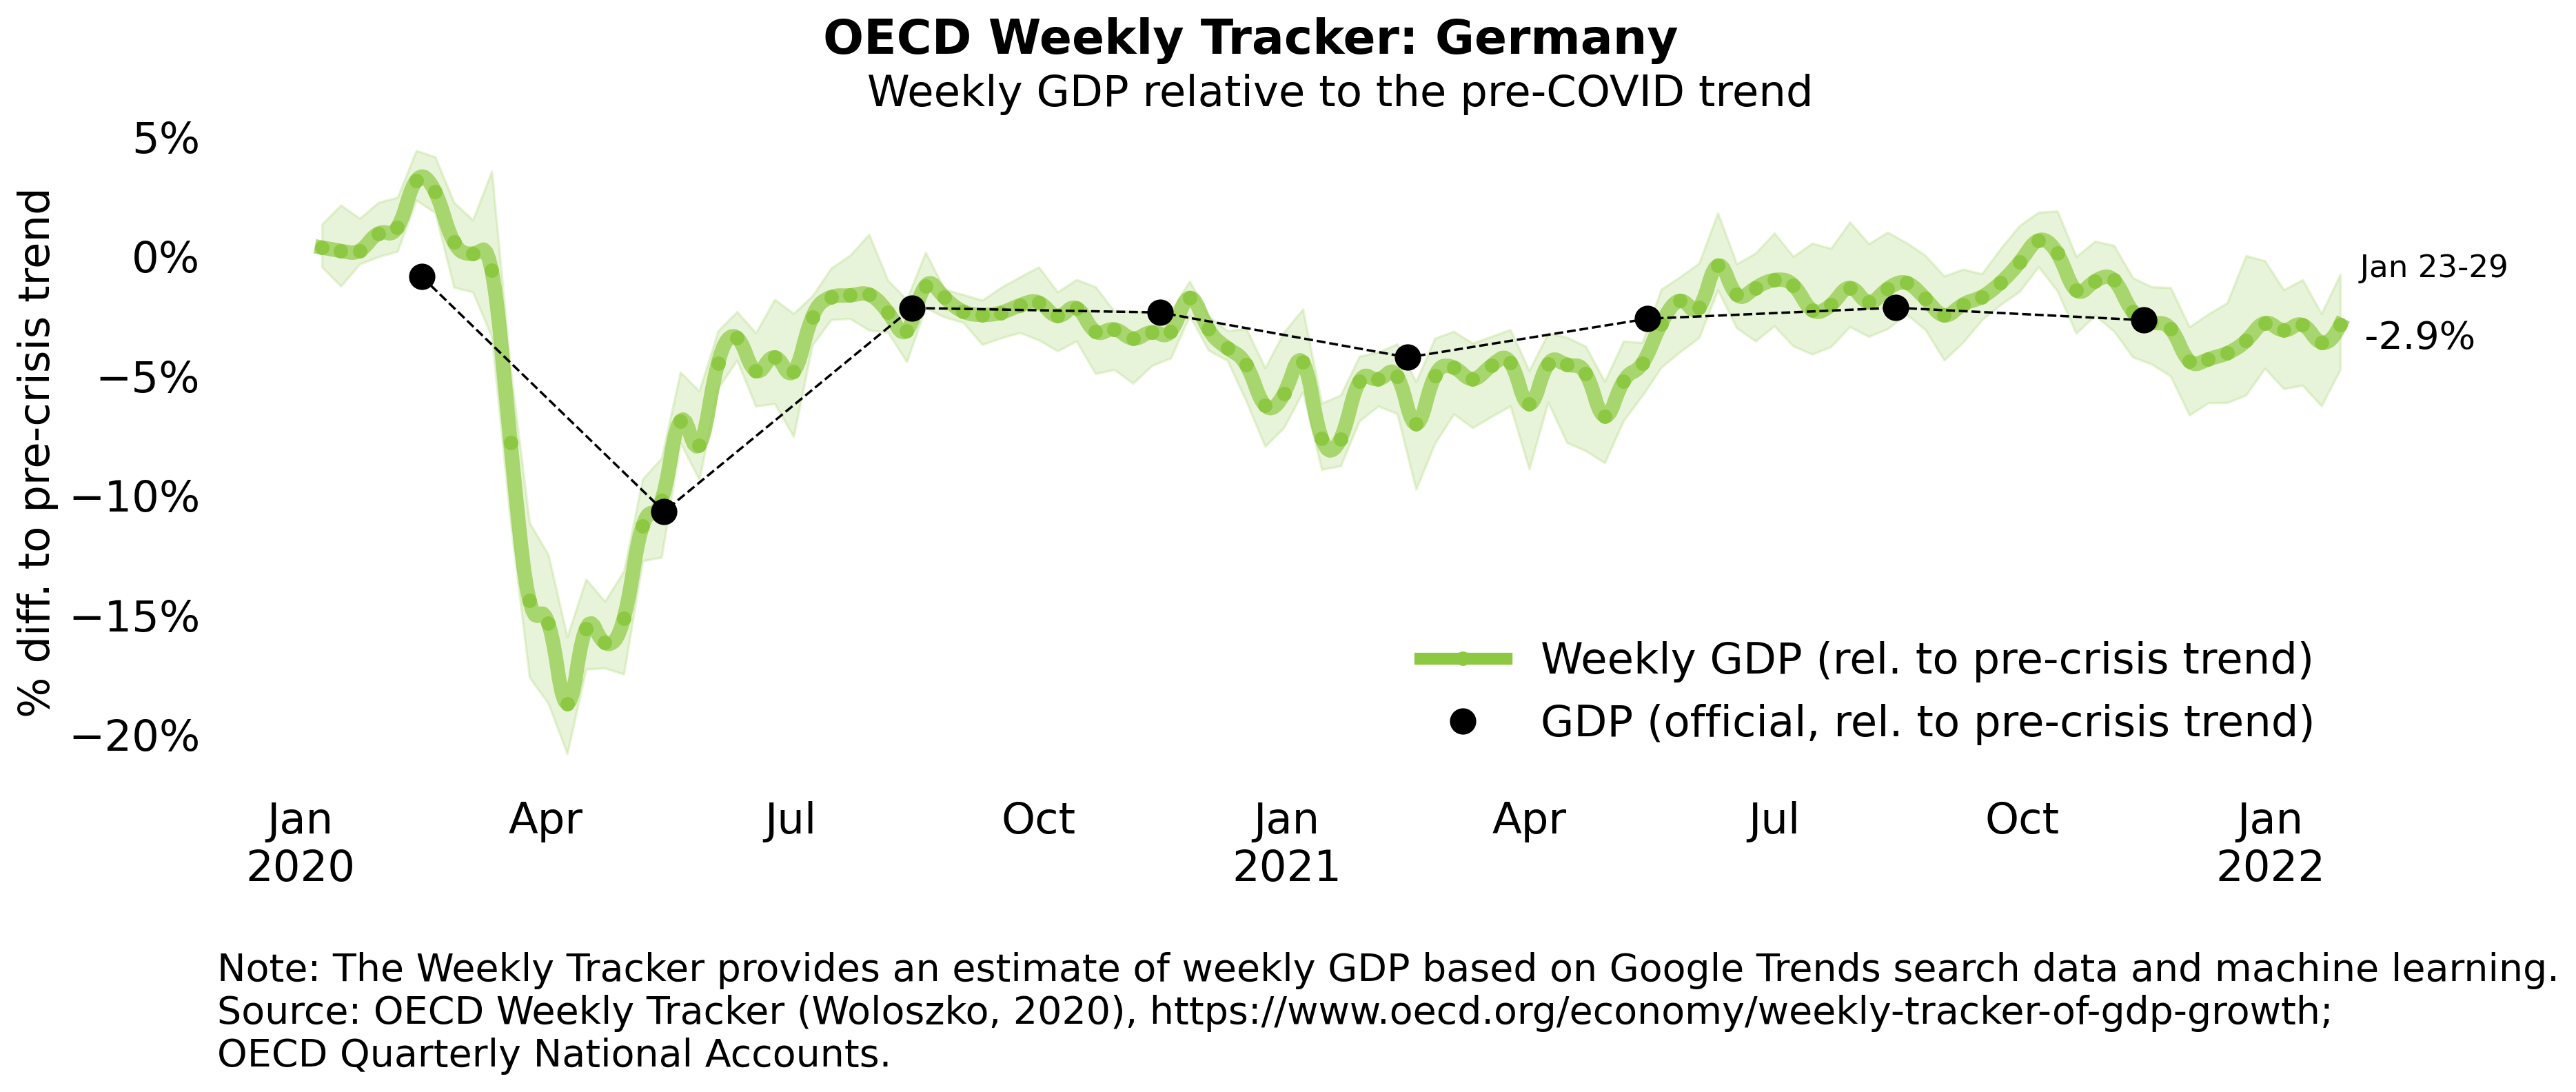 OECD Weekly Tracker: Germany
Weekly GDP relative to the pre-COVID trend
% diff. to pre-crisis trend
5%
0%
−5%
−10%
−15%
−20%
Jan 23-29
-2.9%
Weekly GDP (rel. to pre-crisis trend)
GDP (official, rel. to pre-crisis trend)
Jan Apr Jul Oct Jan Apr Jul Oct Jan
2020 2021 2022
Note: The Weekly Tracker provides an estimate of weekly GDP based on Google Trends search data and machine learning.
Source: OECD Weekly Tracker (Woloszko, 2020), https://www.oecd.org/economy/weekly-tracker-of-gdp-growth;
OECD Quarterly National Accounts.